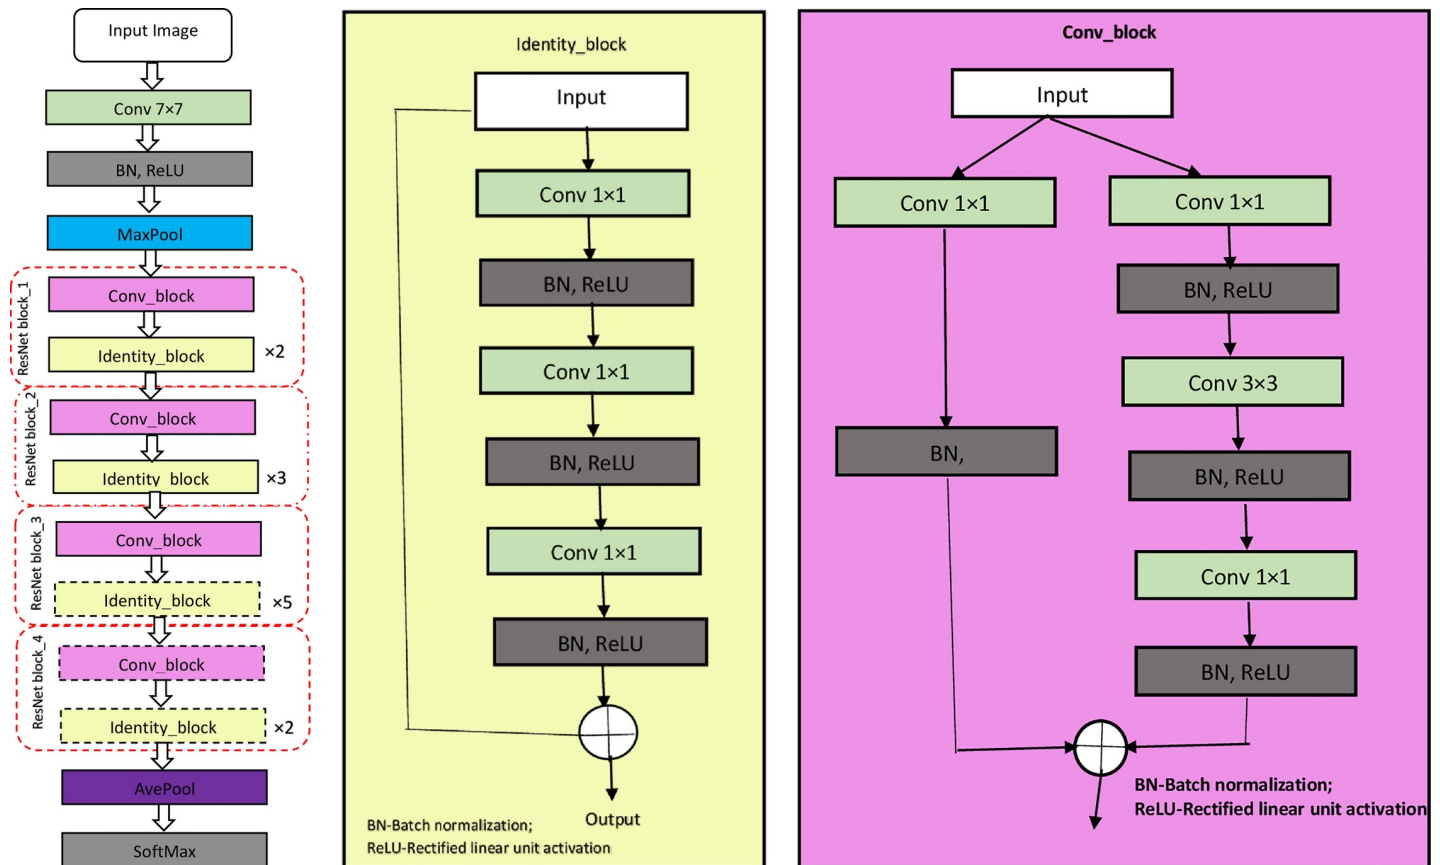 Input Image
Conv 7×7
BN, ReLU
MaxPool
ResNet block_1
Conv_block
Identity_block
×2
ResNet block_2
Conv_block
Identity_block
×3
ResNet block_3
Conv_block
Identity_block
×5
ResNet block_4
Conv_block
Identity_block
×2
AvePool
SoftMax
Identity_block
Input
Conv 1×1
BN, ReLU
Conv 1×1
BN, ReLU
Conv 1×1
BN, ReLU
Output
BN-Batch normalization;
ReLU-Rectified linear unit activation
Conv_block
Input
Conv 1×1
BN,
Conv 1×1
BN, ReLU
Conv 3×3
BN, ReLU
Conv 1×1
BN, ReLU
BN-Batch normalization;
ReLU-Rectified linear unit activation